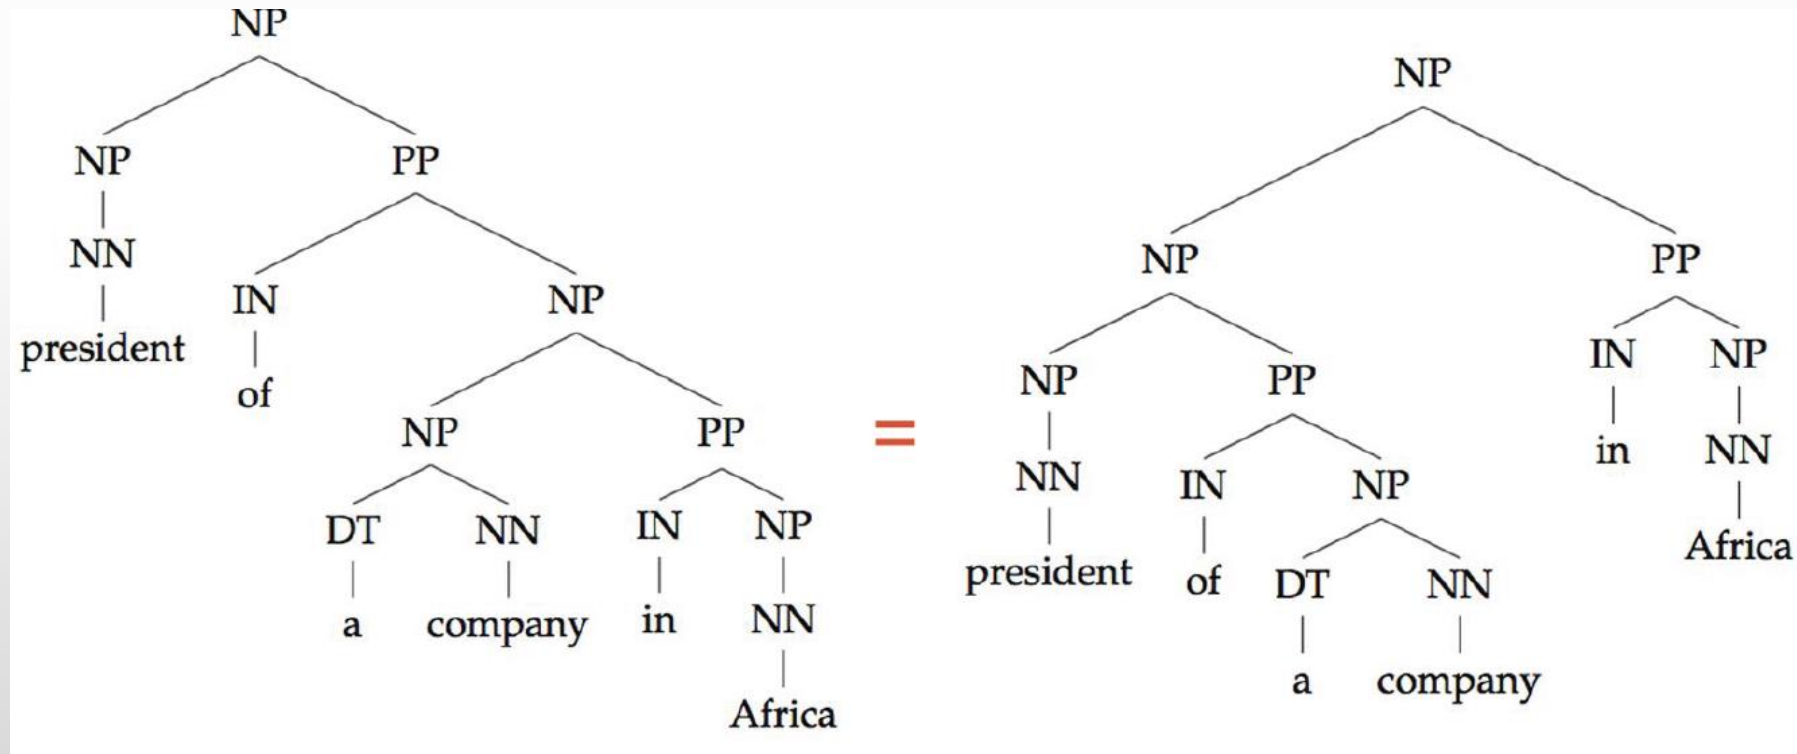 NP
NP PP
NN
IN NP
president
of
NP PP
DT NN IN NP
a company in NN
Africa
=
NP
NP PP
NP PP IN NP
NN IN NP in NN
president of DT NN Africa
a company